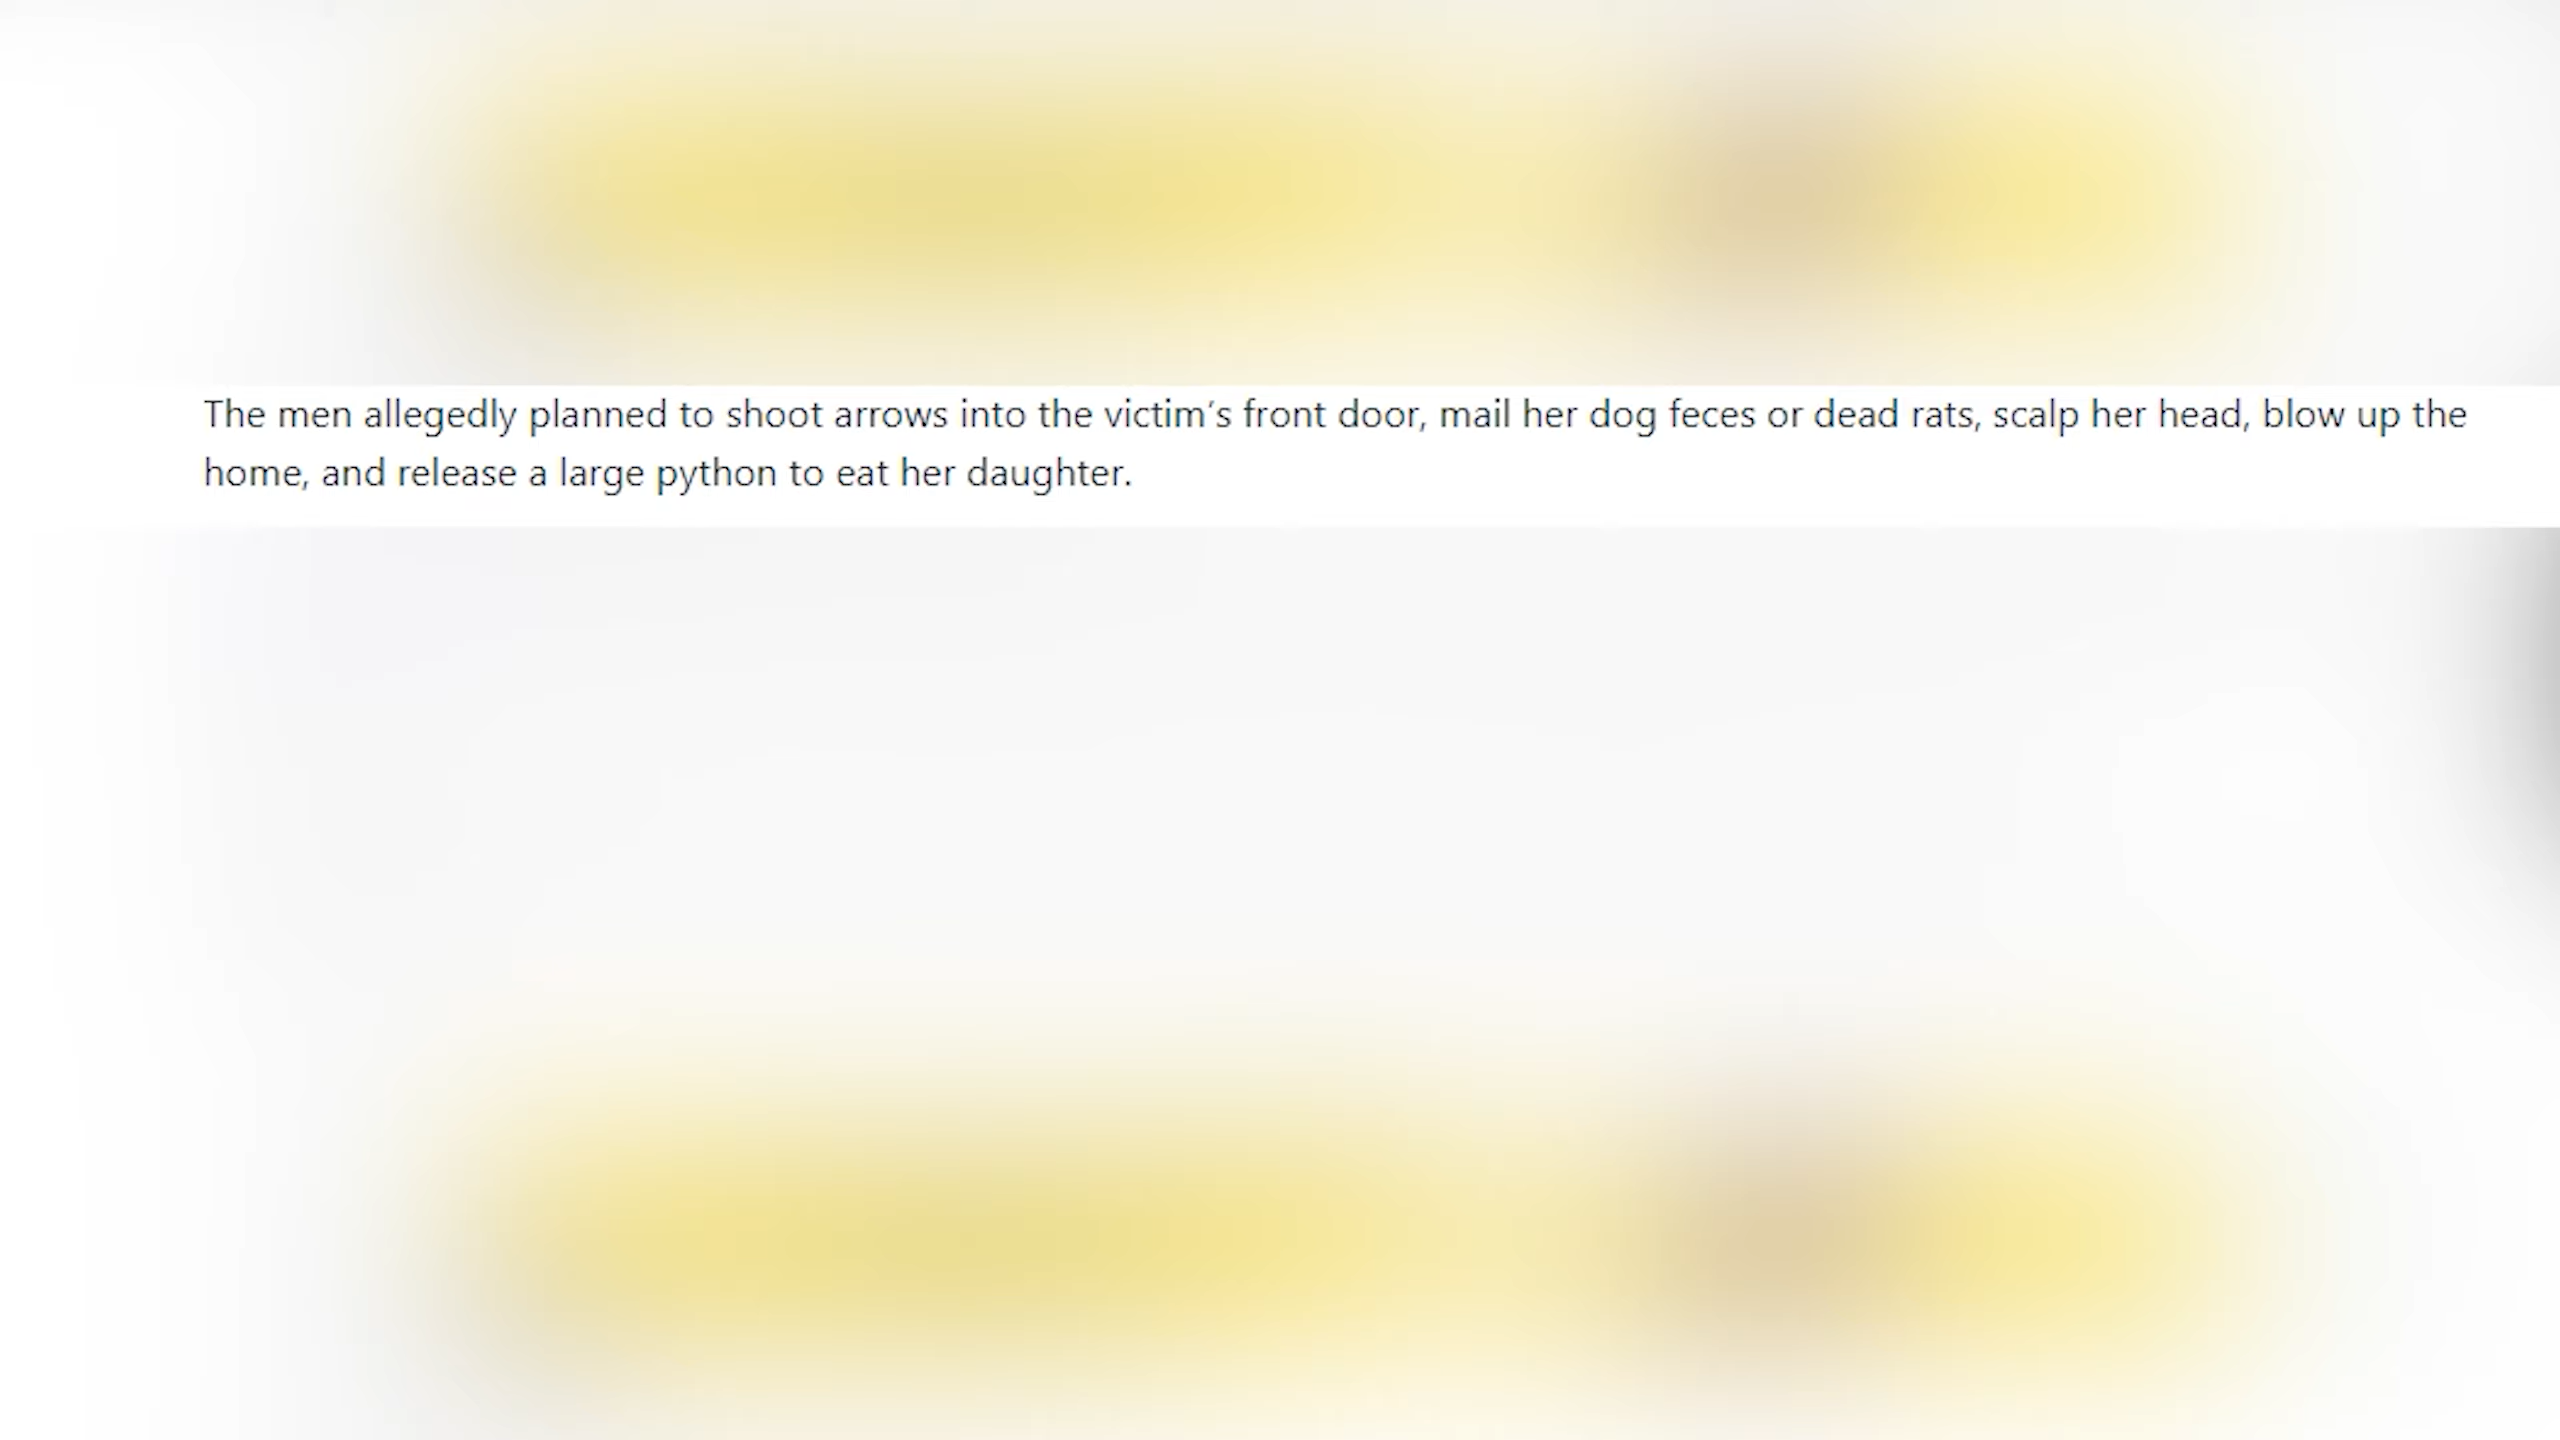 The men allegedly planned to shoot arrows into the victim's front door, mail her dog feces or dead rats, scalp her head, blow up the
home, and release a large python to eat her daughter.